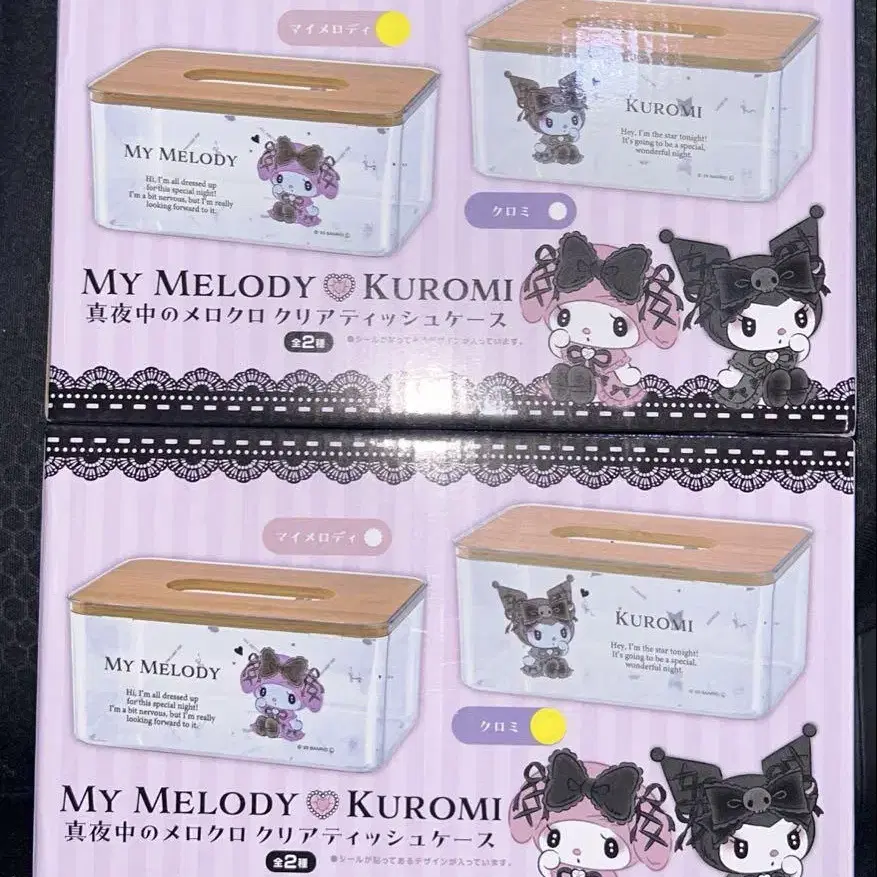 マイメロディ
MY MELODY
Hi, I'm all dressed up
for this special night!
I'm a bit nervous, but I'm really
looking forward to it.
KUROMI
Hey, I'm the star tonight!
It's going to be a special,
wonderful night.
クロミ
MY MELODY KUROMI
真夜中のメロクロ クリアティッシュケース
全2種
マイメロディ
MY MELODY
Hi, I'm all dressed up
for this special night!
I'm a bit nervous, but I'm really
looking forward to it.
KUROMI
Hey, I'm the star tonight!
It's going to be a special,
wonderful night.
クロミ
MY MELODY KUROMI
真夜中のメロクロ クリアティッシュケース
全2種
●シールが貼ってあるデザインが入っています。